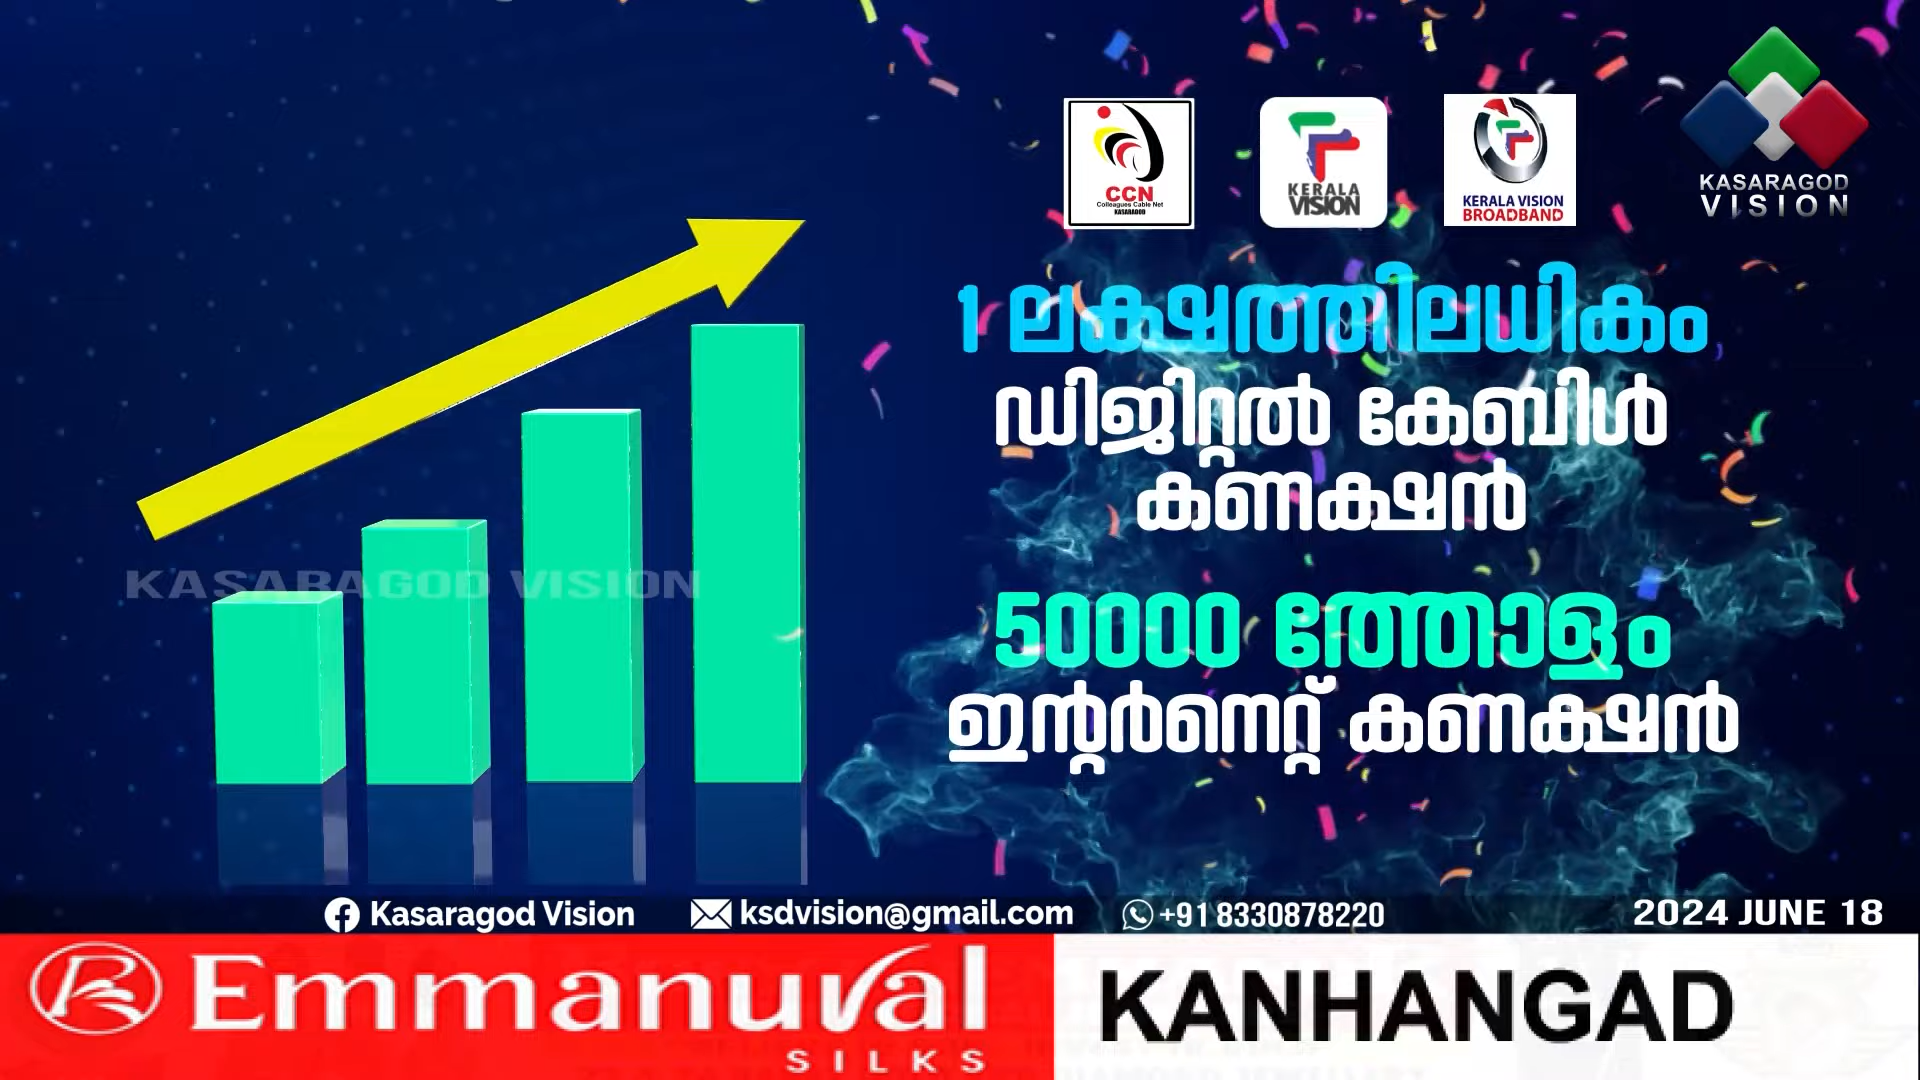 CCN
Colleagues Cable Net
KASARAGOD
KERALA
VISION
KERALA VISION
BROADBAND
KASARAGOD
VISION
1 ലക്ഷത്തിലധികം
ഡിജിറ്റൽ കേബിൾ
കണക്ഷൻ
KASARAGOD VISION
50000 ത്തോളം
ഇന്റർനെറ്റ് കണക്ഷൻ
Kasaragod Vision
ksdvision@gmail.com
+91 8330878220
2024 JUNE 18
Emmanuval
SILKS
KANHANGAD